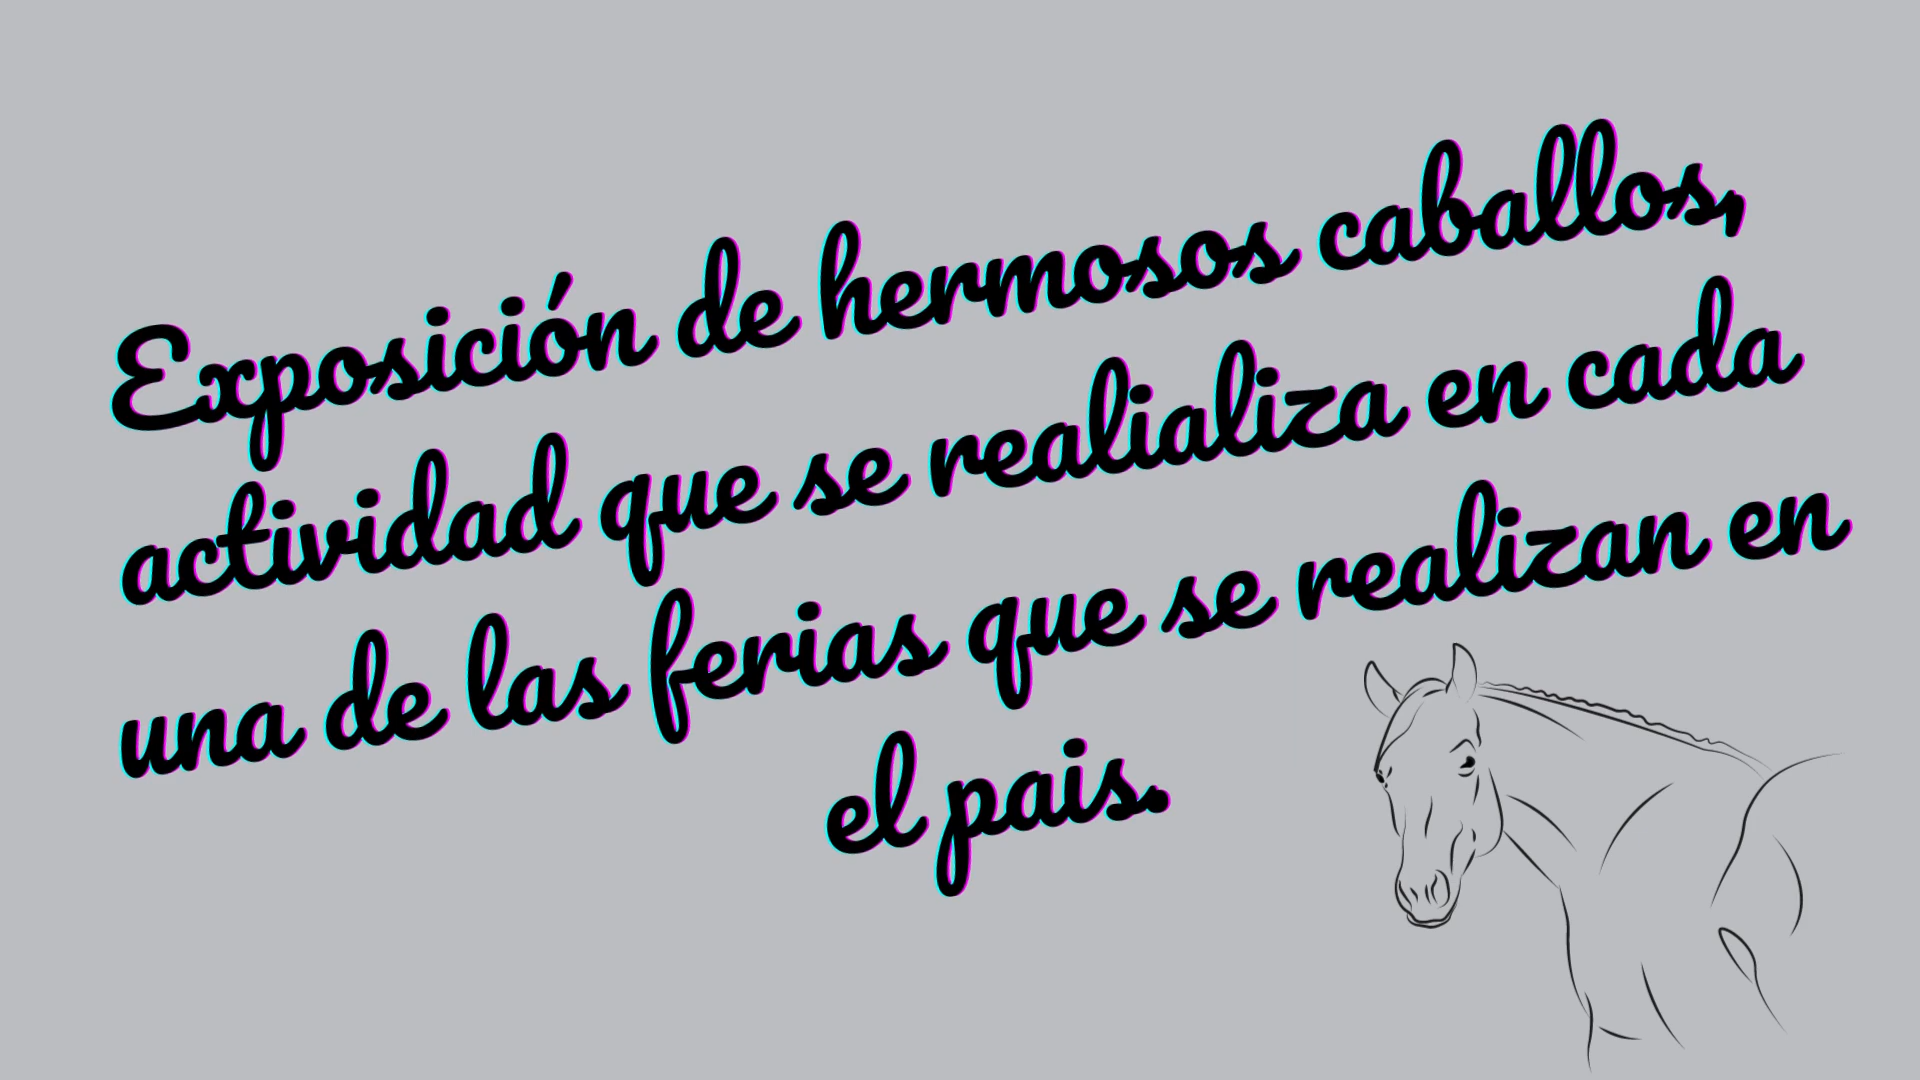 Exposición de hermosos caballos,
actividad que se realializa en cada
una de las ferias que se realizan en
el pais.